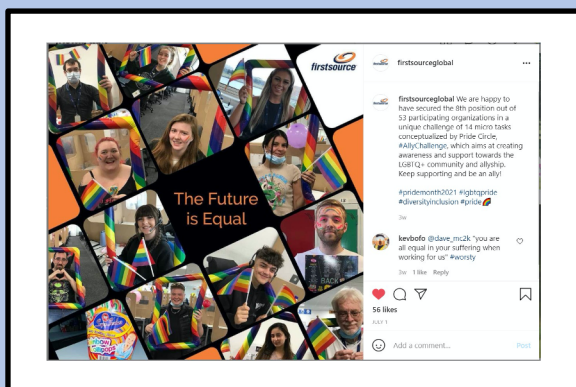 firstsource
The Future
is Equal
firstsourceglobal
firstsourceglobal We are happy to
have secured the 8th position out of
53 participating organizations in a
unique challenge of 14 micro tasks
conceptualized by Pride Circle,
#AllyChallenge, which aims at creating
awareness and support towards the
LGBTQ+ community and allyship.
Keep supporting and be an ally!
#pridemonth2021 #lgbtqpride
#diversityinclusion #pride
3w
kevbofo @dave_mc2k "you are
all equal in your suffering when
working for us" #worsty
3w 1 like Reply
56 likes
JULY 1
Add a comment...
Post